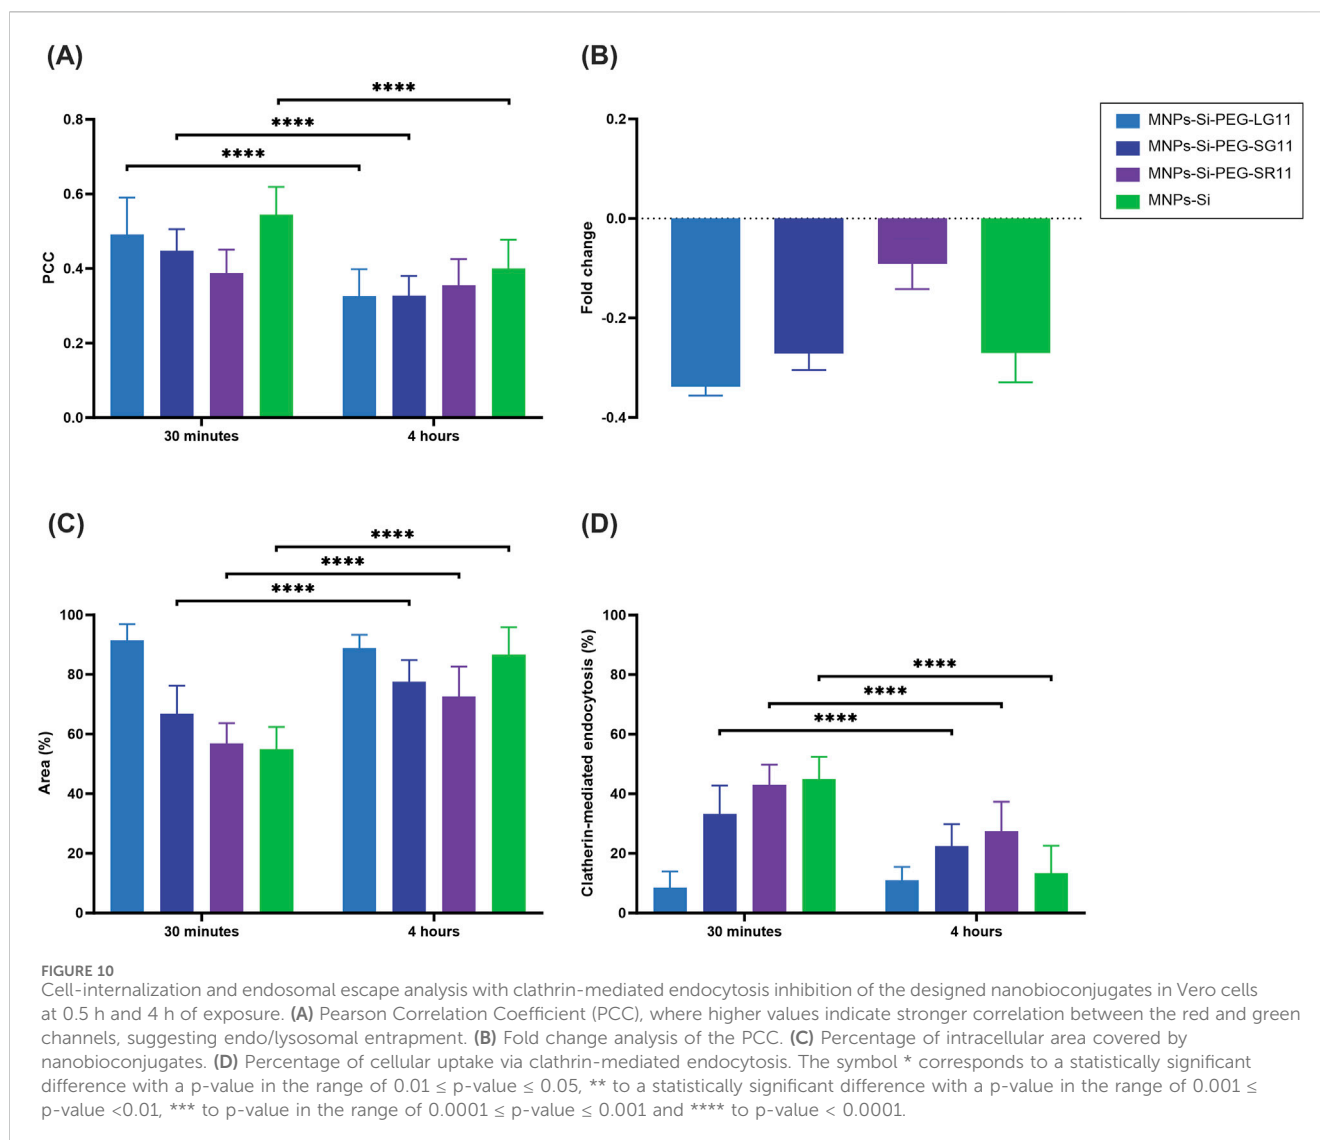 (A)
****
****
****
PCC
0.8
0.6
0.4
0.2
0.0
30 minutes
4 hours
(B)
Fold change
0.2
0.0
-0.2
-0.4
MNPs-Si-PEG-LG11
MNPs-Si-PEG-SG11
MNPs-Si-PEG-SR11
MNPs-Si
(C)
****
****
****
Area (%)
100
80
60
40
20
0
30 minutes
4 hours
(D)
Clatherin-mediated endocytosis (%)
100
80
60
40
20
0
****
****
****
30 minutes
4 hours
FIGURE 10
Cell-internalization and endosomal escape analysis with clathrin-mediated endocytosis inhibition of the designed nanobioconjugates in Vero cells
at 0.5 h and 4 h of exposure. (A) Pearson Correlation Coefficient (PCC), where higher values indicate stronger correlation between the red and green
channels, suggesting endo/lysosomal entrapment. (B) Fold change analysis of the PCC. (C) Percentage of intracellular area covered by
nanobioconjugates. (D) Percentage of cellular uptake via clathrin-mediated endocytosis. The symbol * corresponds to a statistically significant
difference with a p-value in the range of 0.01 ≤ p-value ≤ 0.05, ** to a statistically significant difference with a p-value in the range of 0.001 ≤
p-value <0.01, *** to p-value in the range of 0.0001 ≤ p-value ≤ 0.001 and **** to p-value < 0.0001.